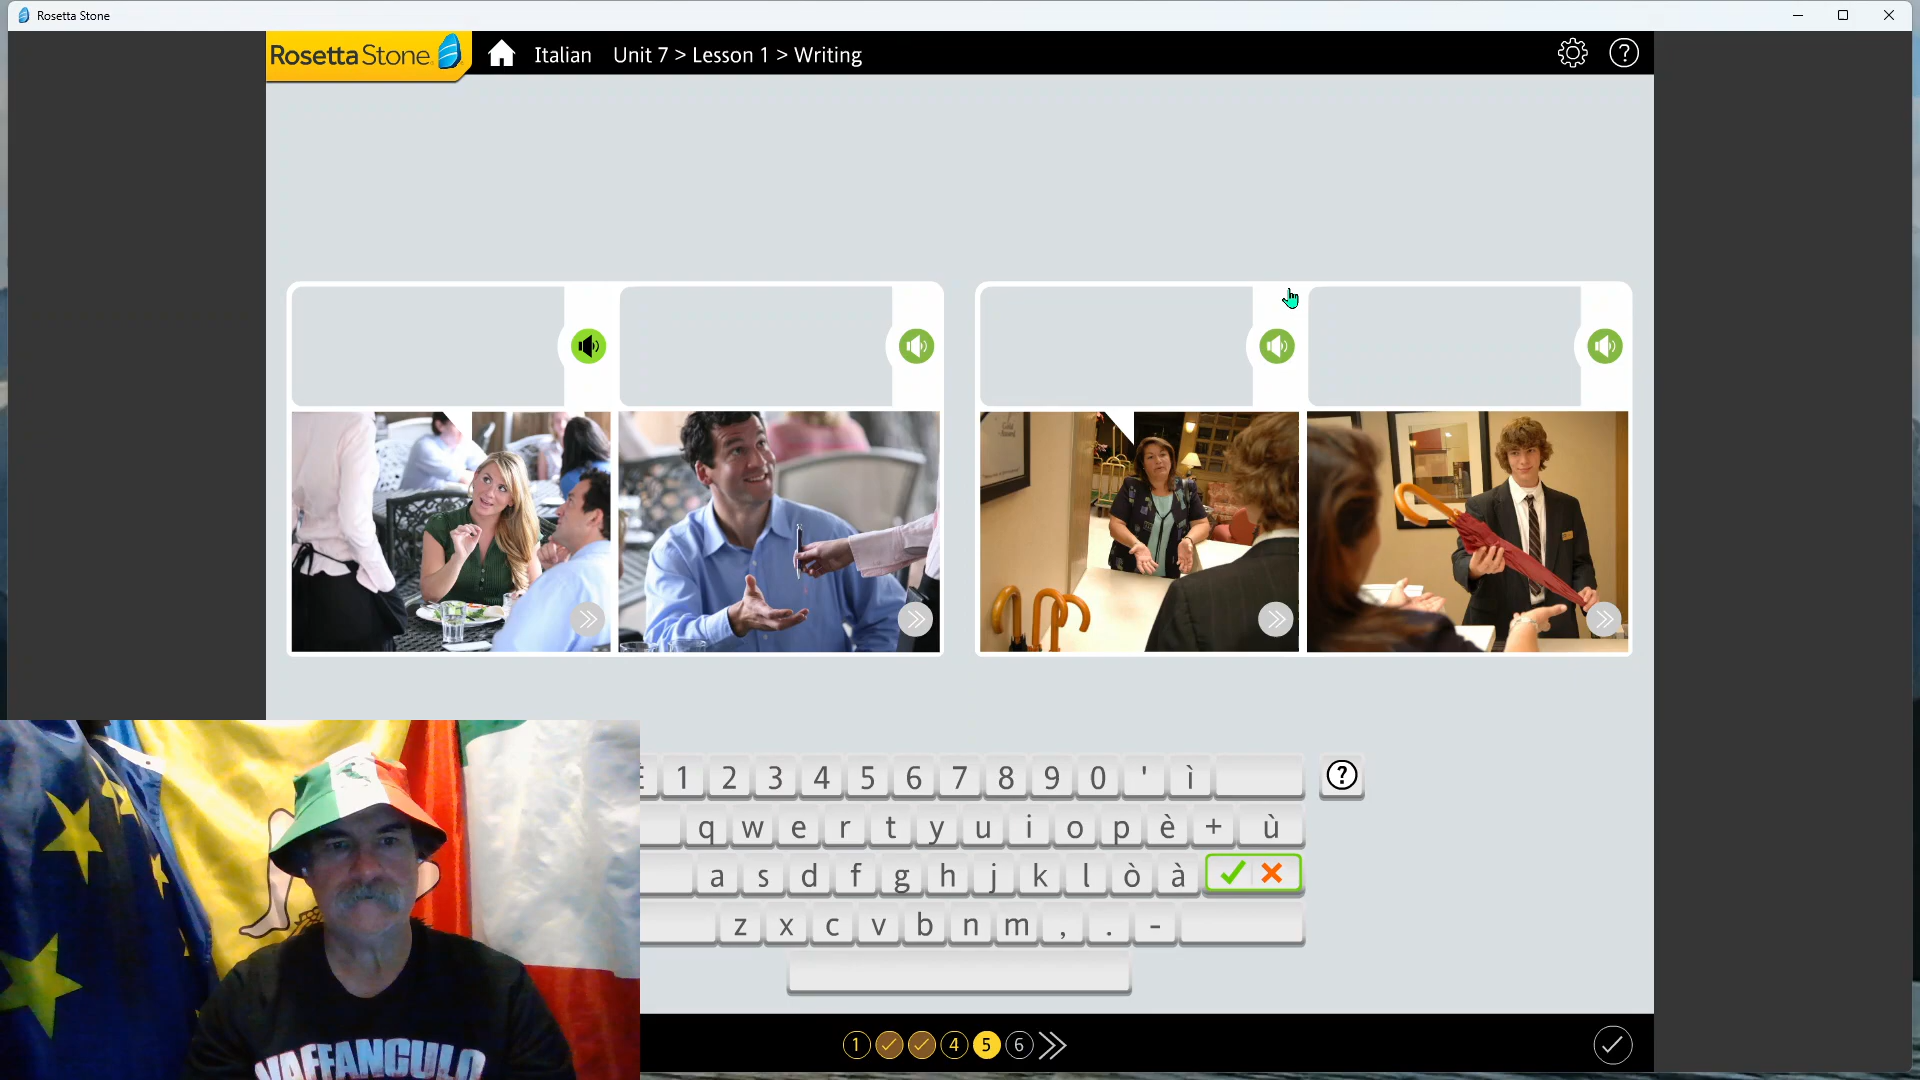 Rosetta Stone
RosettaStone Italian Unit 7 > Lesson 1 > Writing ?
1 2 3 4 5 6 7 8 9 0 ' ì ?
q w e r t y u i o p è + ù
a s d f g h j k l ò à
z x c v b n m , . -
VAFFANCULO
1 4 5 6